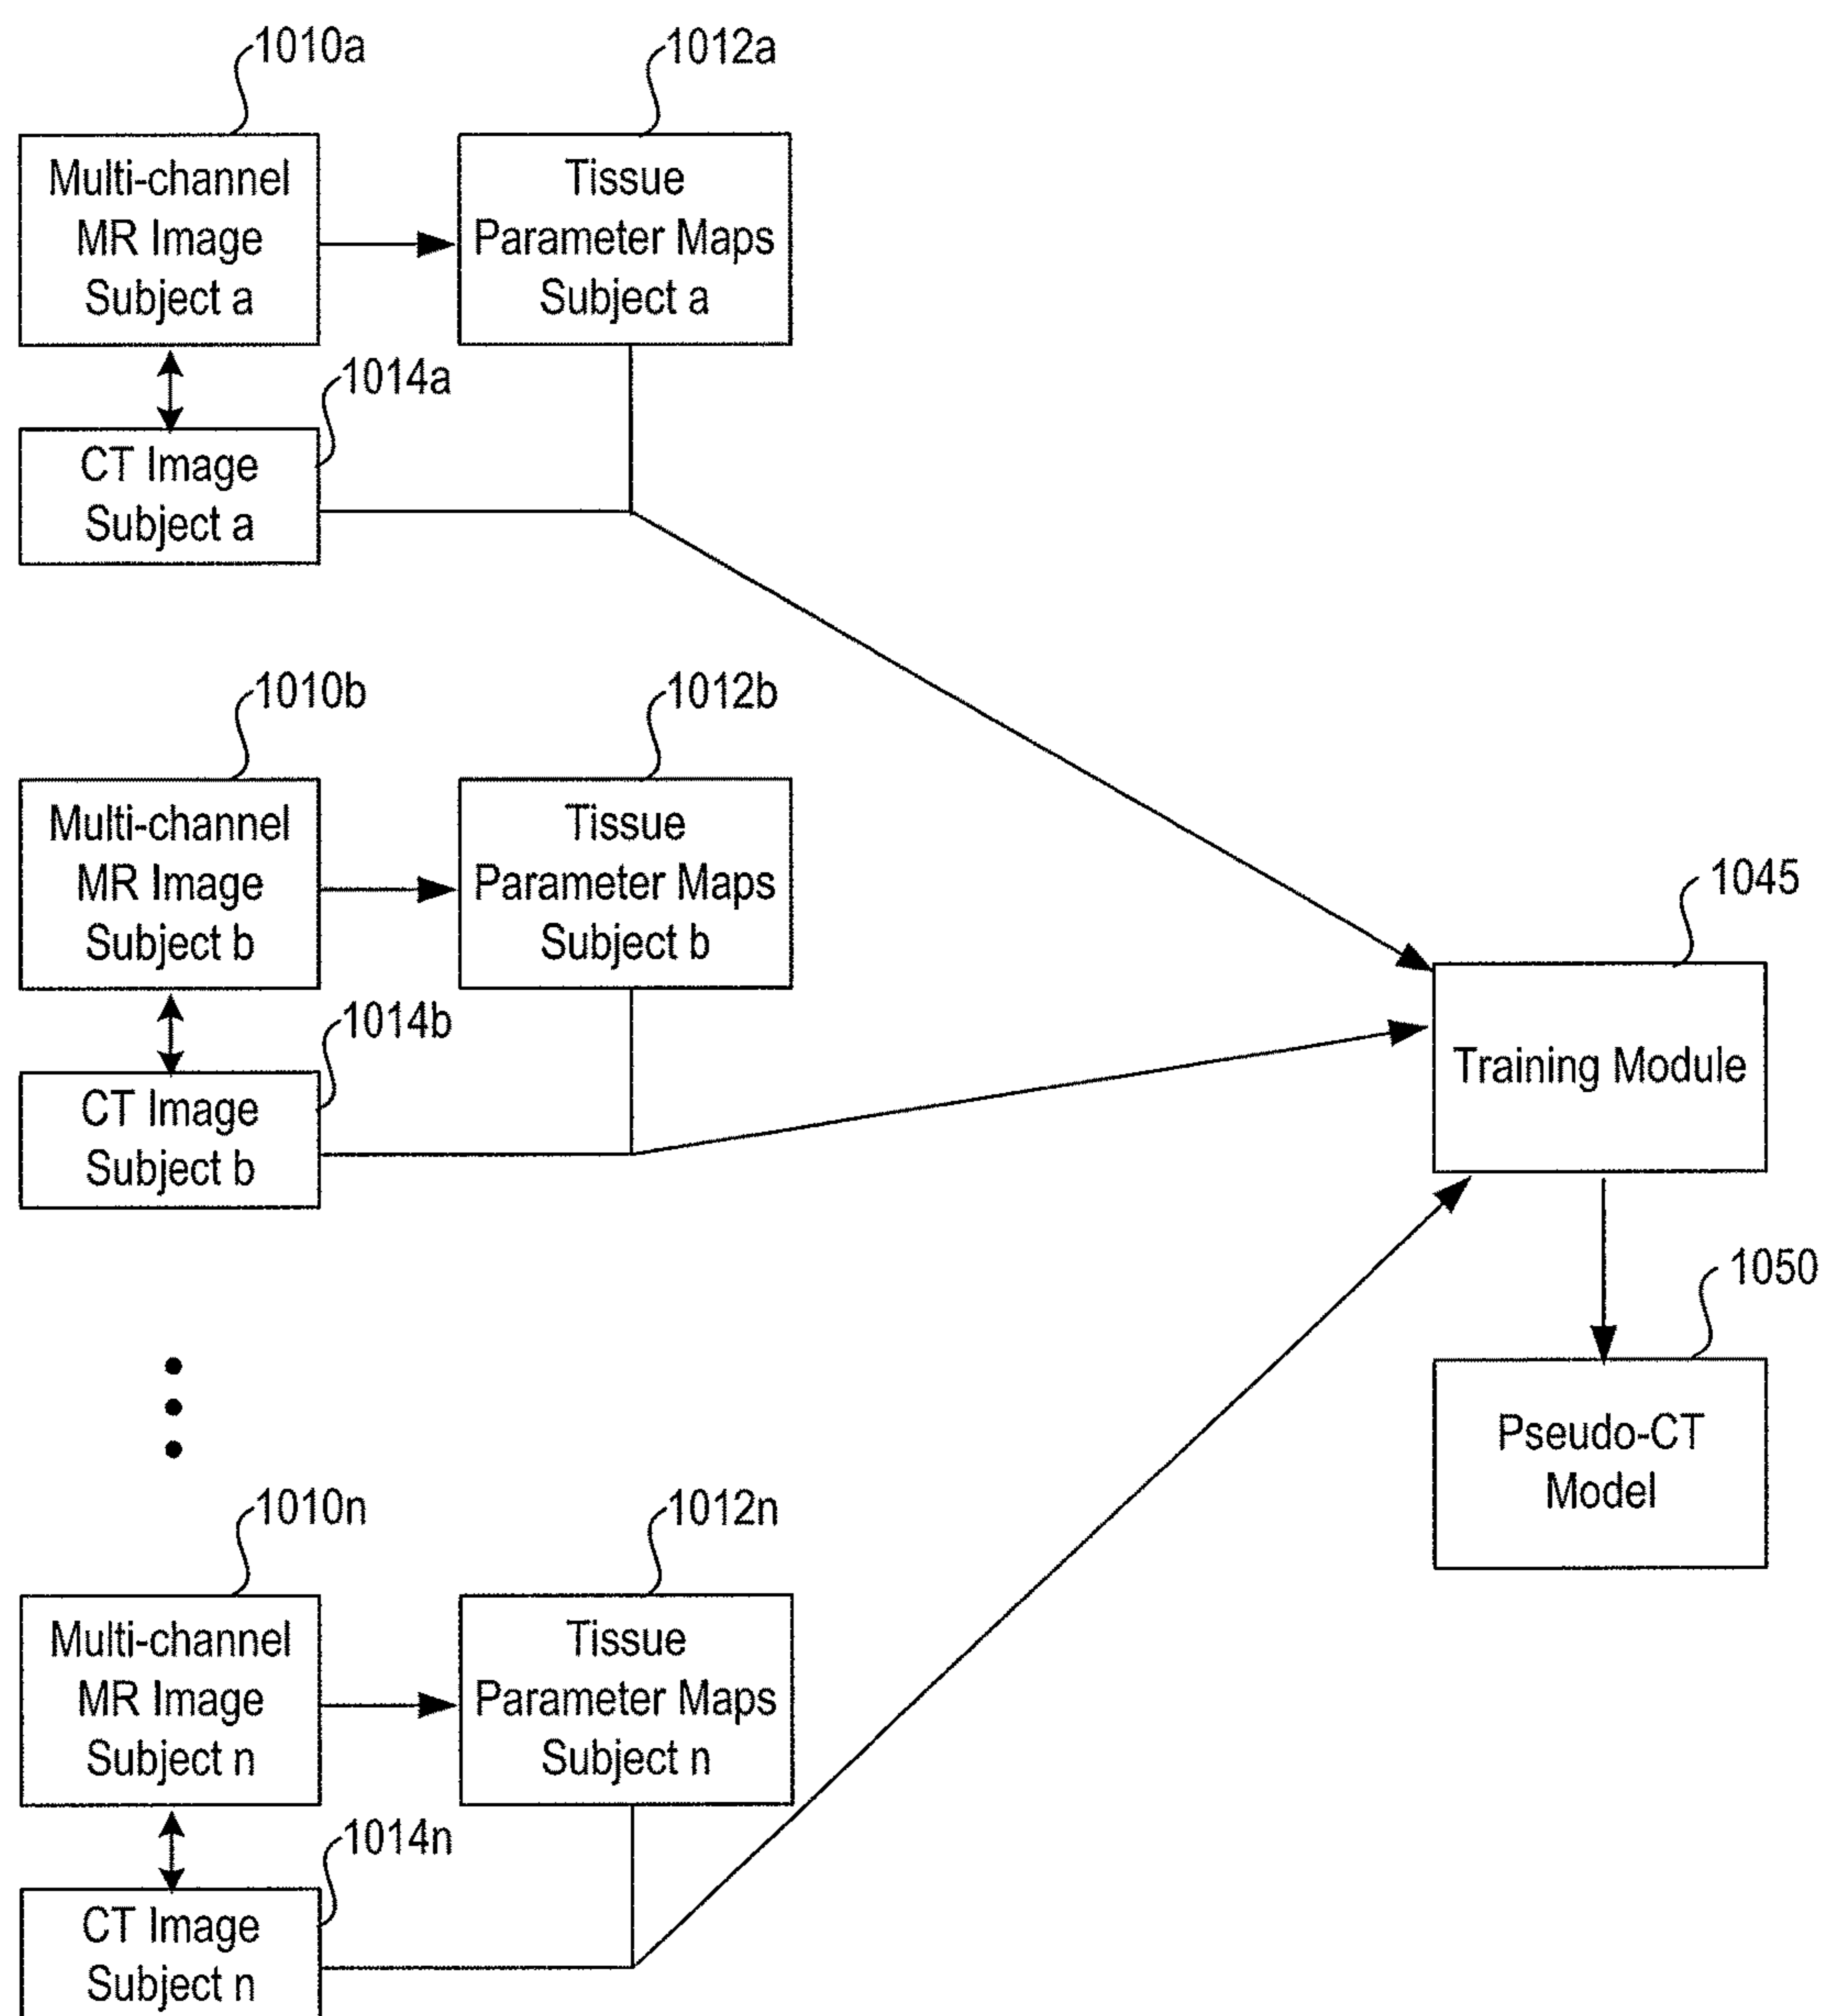 1010a
1012a
Multi-channel
MR Image
Subject a
Tissue
Parameter Maps
Subject a
1014a
CT Image
Subject a
1010b
1012b
Multi-channel
MR Image
Subject b
Tissue
Parameter Maps
Subject b
1014b
CT Image
Subject b
1045
Training Module
1050
Pseudo-CT
Model
1010n
1012n
Multi-channel
MR Image
Subject n
Tissue
Parameter Maps
Subject n
1014n
CT Image
Subject n